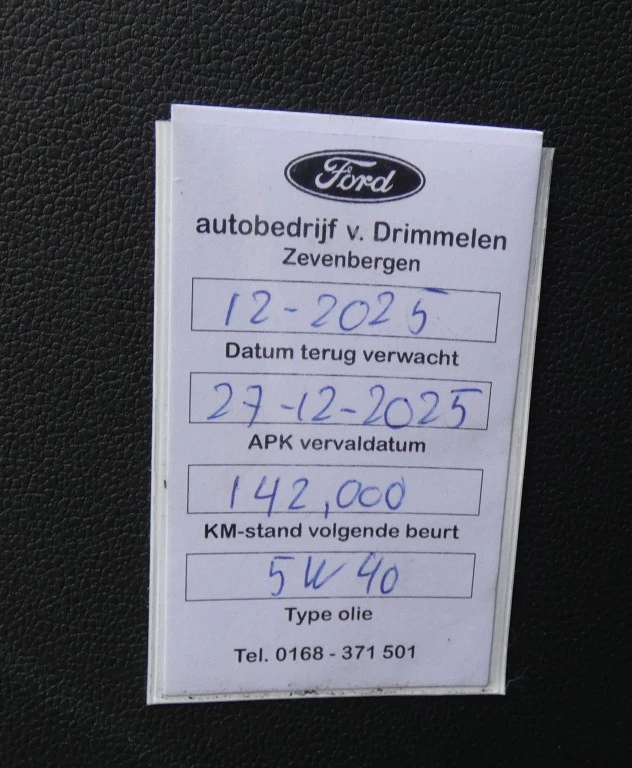 Ford
autobedrijf v. Drimmelen
Zevenbergen
12-2025
Datum terug verwacht
27-12-2025
APK vervaldatum
142,000
KM-stand volgende beurt
5W40
Type olie
Tel. 0168 - 371 501